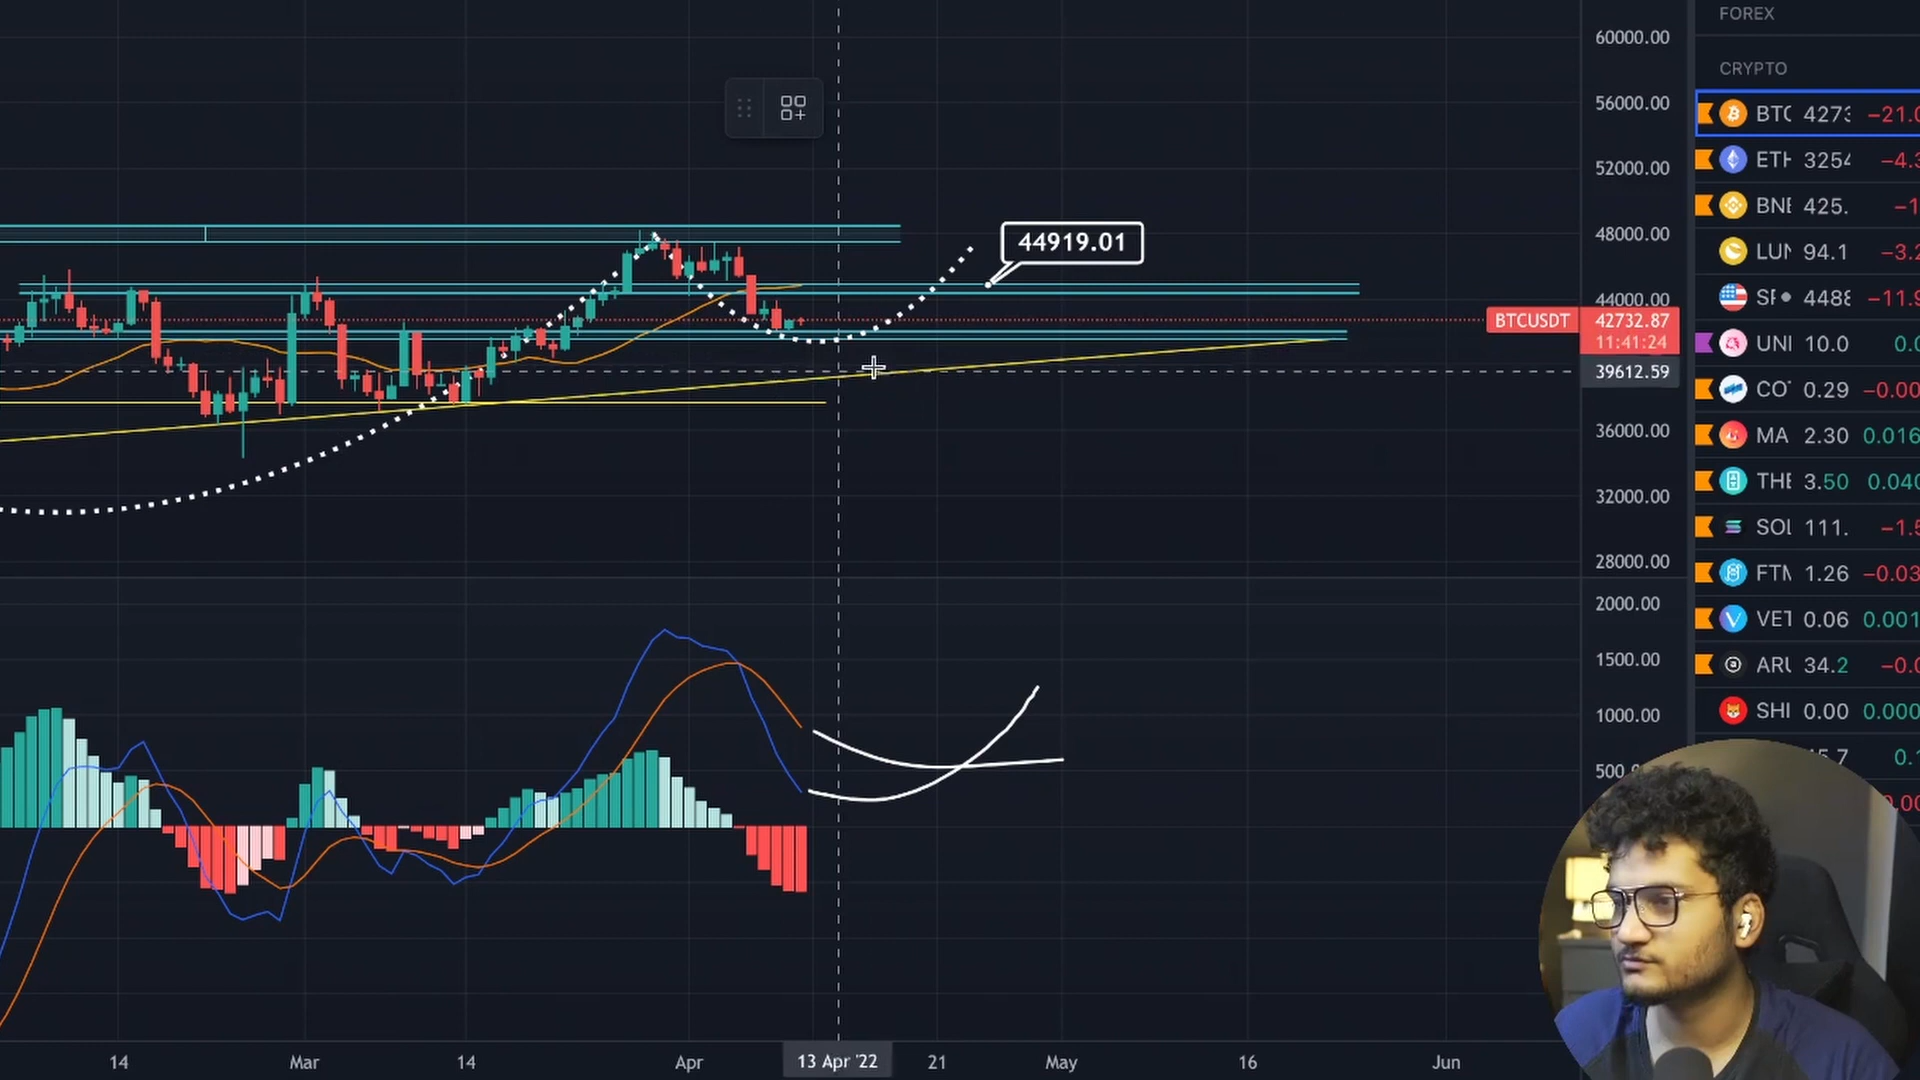 60000.00
56000.00
52000.00
48000.00
44919.01
44000.00
BTCUSDT 42732.87
11:41:24
39612.59
36000.00
32000.00
28000.00
2000.00
1500.00
1000.00
500
14 Mar 14 Apr 13 Apr '22 21 May 16 Jun
FOREX
CRYPTO
BTC 4273 −21.0
ETH 3254 −4.3
BNB 425. −1
LUN 94.1 −3.2
4488 −11.9
UNI 10.0 0.0
CO 0.29 −0.00
MA 2.30 0.016
THE 3.50 0.040
SOL 111. −1.5
FTM 1.26 −0.03
VET 0.06 0.001
34.2 −0.0
SHI 0.00 0.000